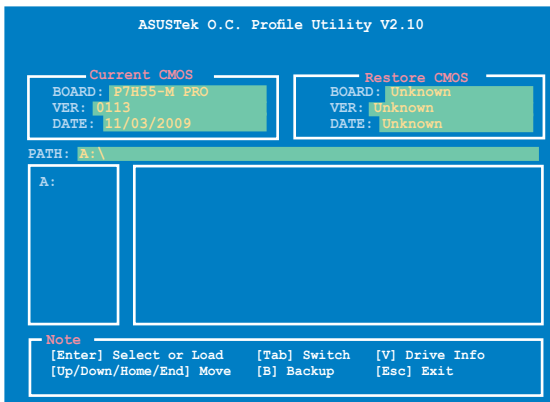 ASUSTek O.C. Profile Utility V2.10
Current CMOS
BOARD: P7H55-M PRO
VER: 0113
DATE: 11/03/2009
Restore CMOS
BOARD: Unknown
VER: Unknown
DATE: Unknown
PATH: A:\
A:
Note
[Enter] Select or Load [Tab] Switch [V] Drive Info
[Up/Down/Home/End] Move [B] Backup [Esc] Exit